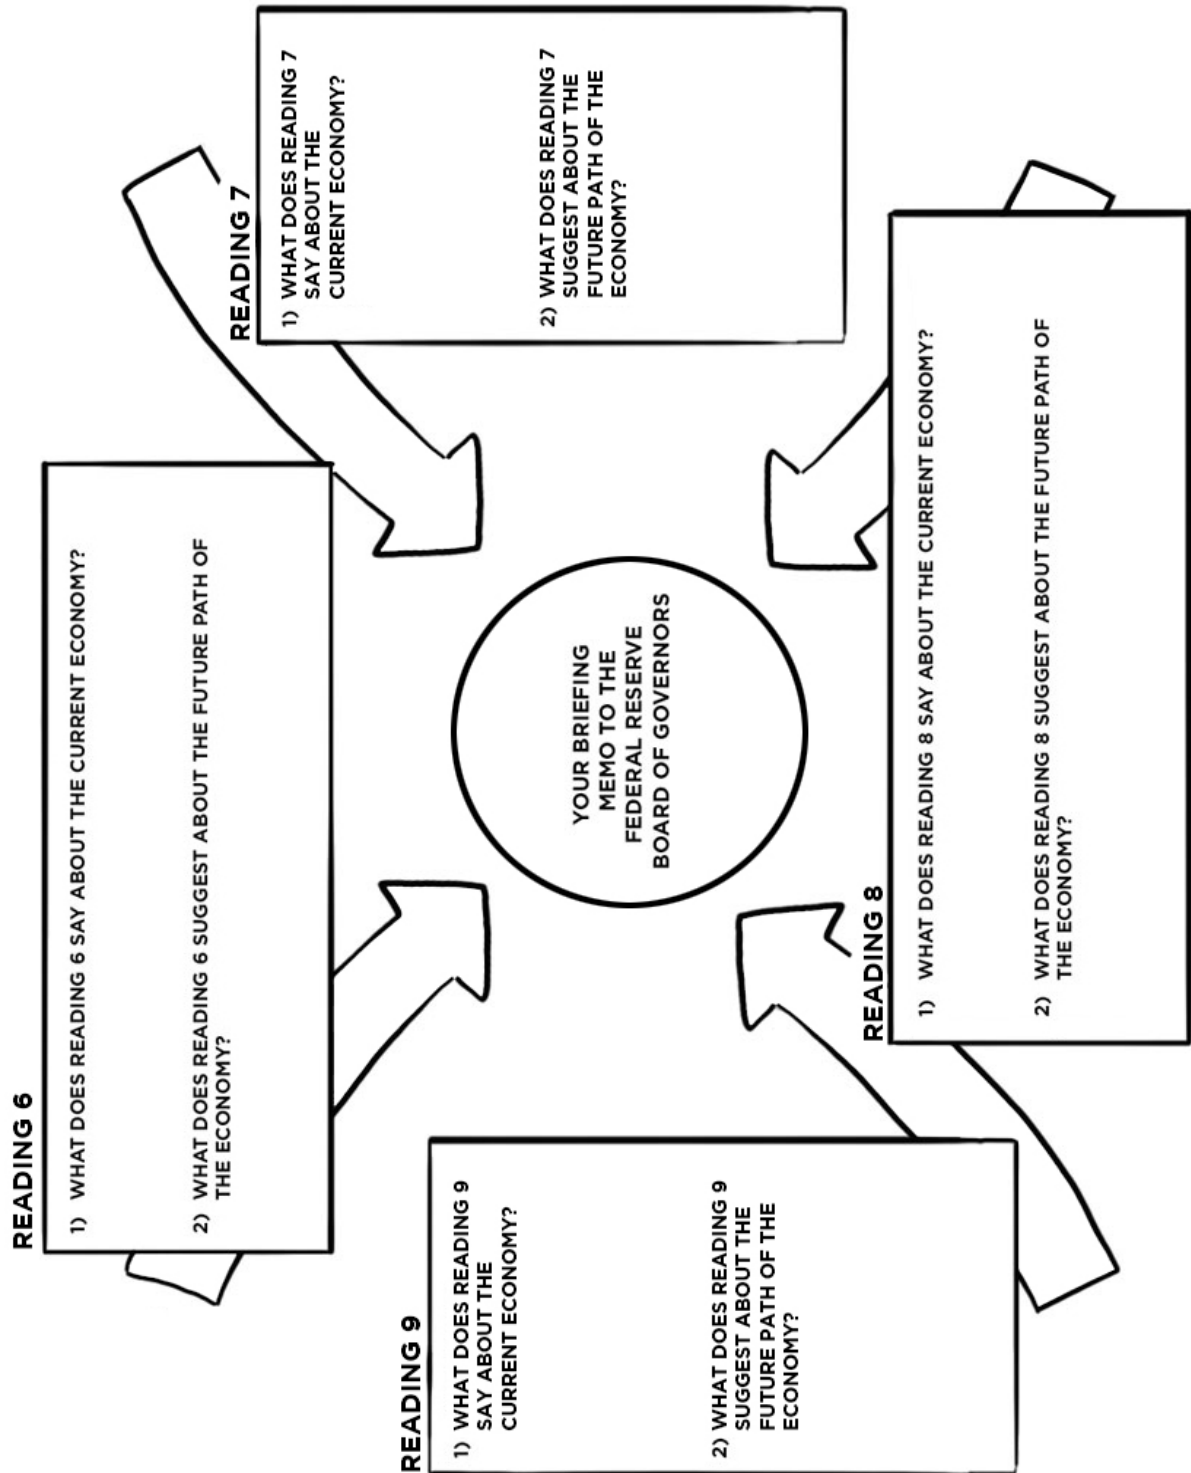 READING 6
1) WHAT DOES READING 6 SAY ABOUT THE CURRENT ECONOMY?
2) WHAT DOES READING 6 SUGGEST ABOUT THE FUTURE PATH OF
THE ECONOMY?
READING 7
1) WHAT DOES READING 7
SAY ABOUT THE
CURRENT ECONOMY?
2) WHAT DOES READING 7
SUGGEST ABOUT THE
FUTURE PATH OF THE
ECONOMY?
YOUR BRIEFING
MEMO TO THE
FEDERAL RESERVE
BOARD OF GOVERNORS
READING 9
1) WHAT DOES READING 9
SAY ABOUT THE
CURRENT ECONOMY?
2) WHAT DOES READING 9
SUGGEST ABOUT THE
FUTURE PATH OF THE
ECONOMY?
READING 8
1) WHAT DOES READING 8 SAY ABOUT THE CURRENT ECONOMY?
2) WHAT DOES READING 8 SUGGEST ABOUT THE FUTURE PATH OF
THE ECONOMY?